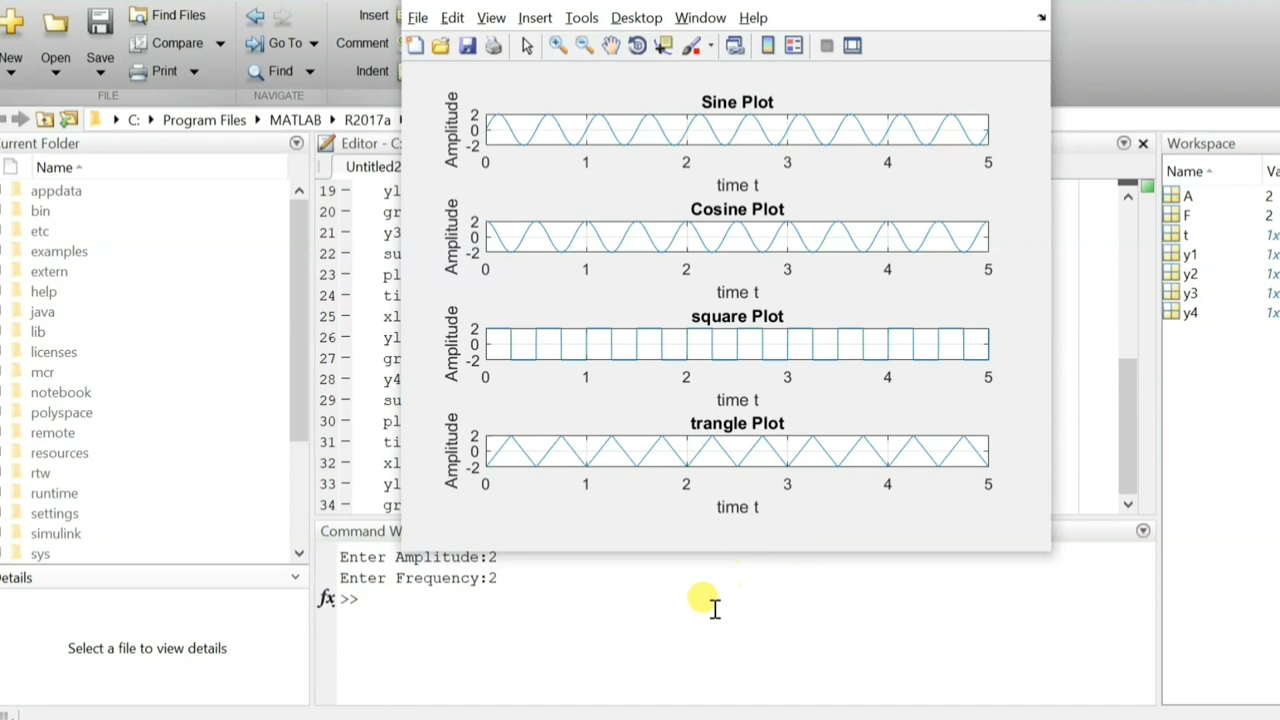 Find Files
Insert
New
Open
Save
Compare
Go To
Comment
Print
Find
Indent
FILE
NAVIGATE
File Edit View Insert Tools Desktop Window Help
C: Program Files MATLAB R2017a
urrent Folder
Name
appdata
bin
etc
examples
extern
help
java
lib
licenses
mcr
notebook
polyspace
remote
resources
rtw
runtime
settings
simulink
sys
etails
Select a file to view details
Editor - C:
Untitled2
19 - yl
20 - gr
21 - y3
22 - su
23 - pl
24 - ti
25 - xl
26 - yl
27 - gr
28 - y4
29 - su
30 - pl
31 - ti
32 - xl
33 - yl
34 - gr
Sine Plot
Amplitude
2
0
-2
0 1 2 3 4 5
time t
Cosine Plot
Amplitude
2
0
-2
0 1 2 3 4 5
time t
square Plot
Amplitude
2
0
-2
0 1 2 3 4 5
time t
trangle Plot
Amplitude
2
0
-2
0 1 2 3 4 5
time t
Command W
Enter Amplitude:2
Enter Frequency:2
fx >>
Workspace
Name Va
A 2
F 2
t 1x
y1 1x
y2 1x
y3 1x
y4 1x